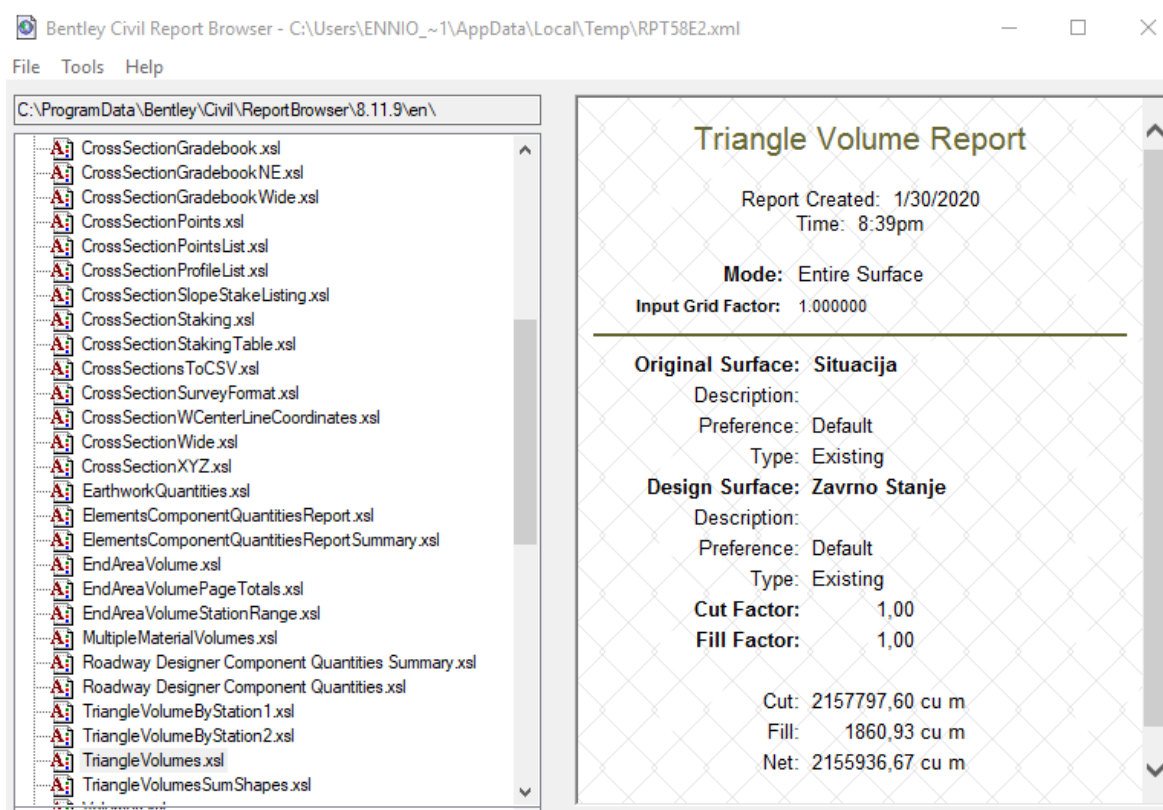 Bentley Civil Report Browser - C:\Users\ENNIO_~1\AppData\Local\Temp\RPT58E2.xml
File Tools Help
C:\ProgramData\Bentley\Civil\ReportBrowser\8.11.9\en\
CrossSectionGradebook.xsl
CrossSectionGradebookNE.xsl
CrossSectionGradebookWide.xsl
CrossSectionPoints.xsl
CrossSectionPointsList.xsl
CrossSectionProfileList.xsl
CrossSectionSlopeStakeListing.xsl
CrossSectionStaking.xsl
CrossSectionStakingTable.xsl
CrossSectionsToCSV.xsl
CrossSectionSurveyFormat.xsl
CrossSectionWCenterLineCoordinates.xsl
CrossSectionWide.xsl
CrossSectionXYZ.xsl
EarthworkQuantities.xsl
ElementsComponentQuantitiesReport.xsl
ElementsComponentQuantitiesReportSummary.xsl
EndAreaVolume.xsl
EndAreaVolumePageTotals.xsl
EndAreaVolumeStationRange.xsl
MultipleMaterialVolumes.xsl
Roadway Designer Component Quantities Summary.xsl
Roadway Designer Component Quantities.xsl
TriangleVolumeByStation1.xsl
TriangleVolumeByStation2.xsl
TriangleVolumes.xsl
TriangleVolumesSumShapes.xsl
Triangle Volume Report
Report Created: 1/30/2020
Time: 8:39pm
Mode: Entire Surface
Input Grid Factor: 1.000000
Original Surface: Situacija
Description:
Preference: Default
Type: Existing
Design Surface: Zavrno Stanje
Description:
Preference: Default
Type: Existing
Cut Factor: 1,00
Fill Factor: 1,00
Cut: 2157797,60 cu m
Fill: 1860,93 cu m
Net: 2155936,67 cu m